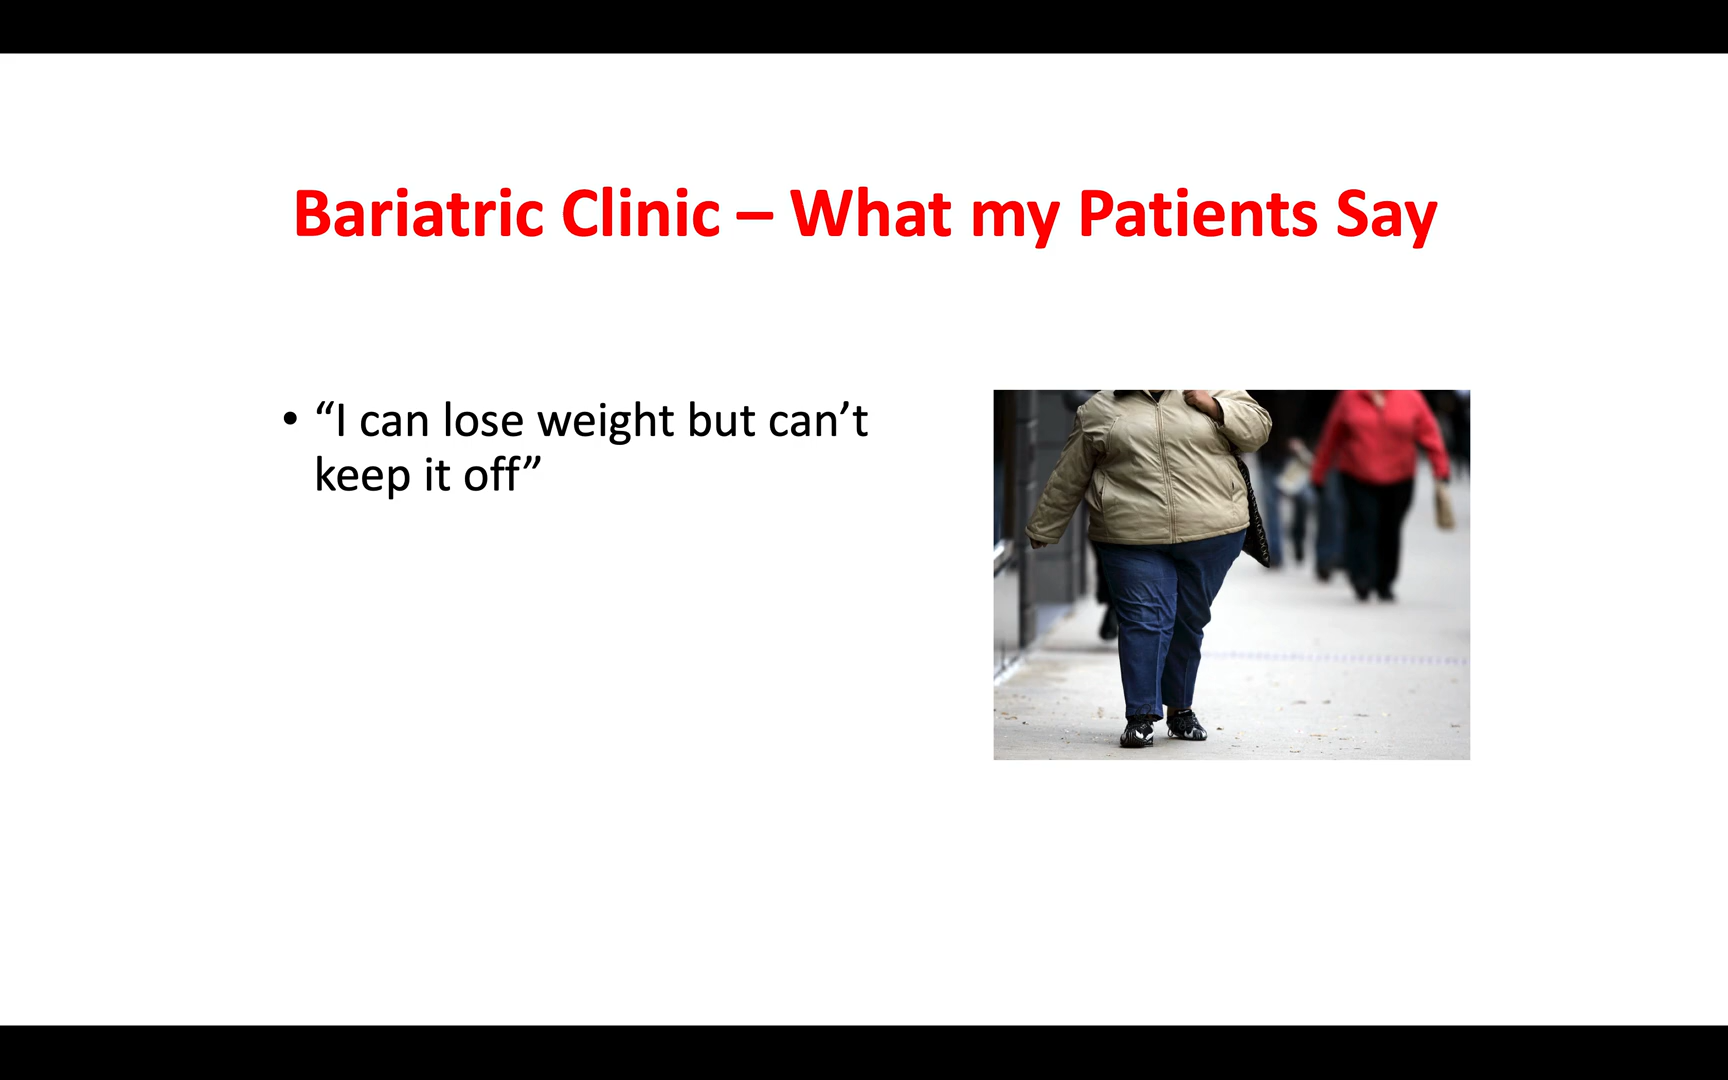 Bariatric Clinic – What my Patients Say
• “I can lose weight but can’t
keep it off”